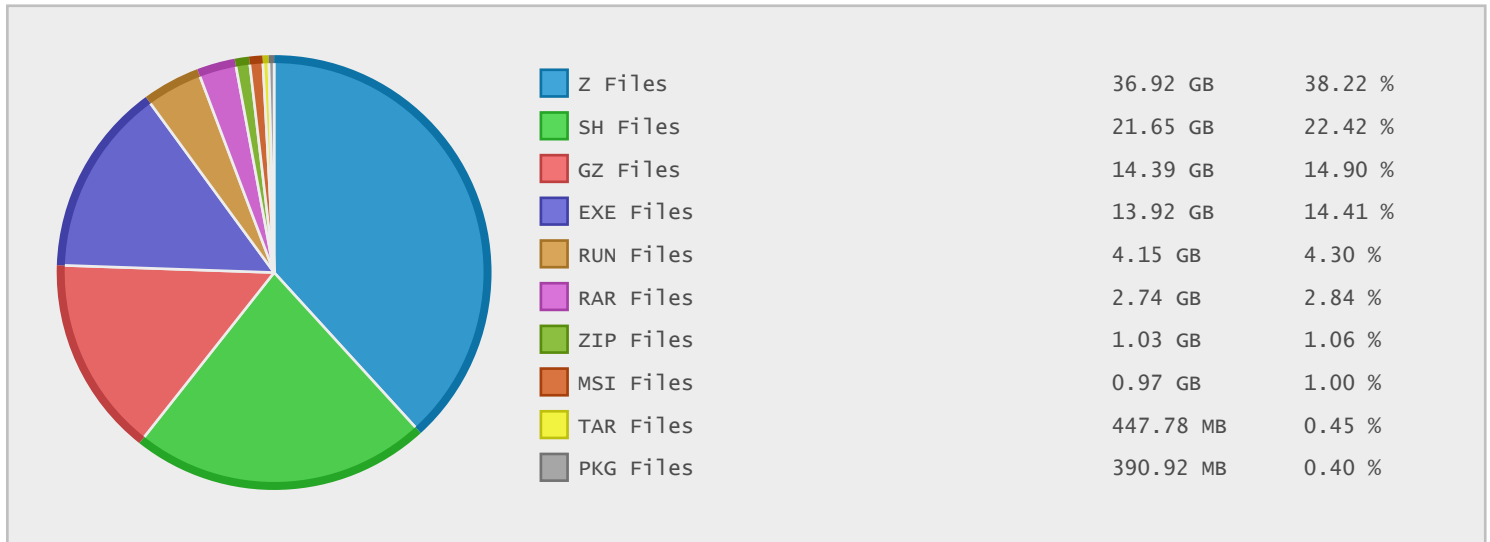 Z Files 36.92 GB 38.22 %
SH Files 21.65 GB 22.42 %
GZ Files 14.39 GB 14.90 %
EXE Files 13.92 GB 14.41 %
RUN Files 4.15 GB 4.30 %
RAR Files 2.74 GB 2.84 %
ZIP Files 1.03 GB 1.06 %
MSI Files 0.97 GB 1.00 %
TAR Files 447.78 MB 0.45 %
PKG Files 390.92 MB 0.40 %